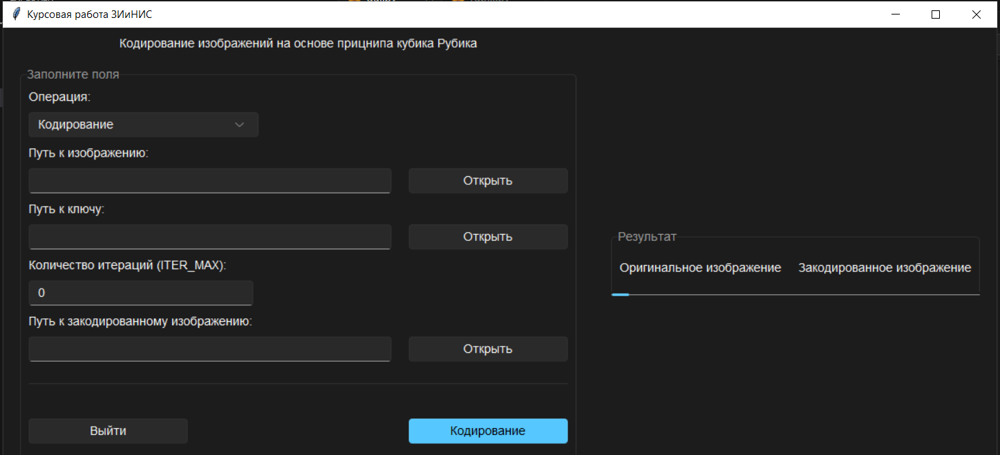 Курсовая работа ЗИиНИС
Кодирование изображений на основе прицнипа кубика Рубика
Заполните поля
Операция:
Кодирование
Путь к изображению:
Открыть
Путь к ключу:
Открыть
Количество итераций (ITER_MAX):
0
Путь к закодированному изображению:
Открыть
Выйти
Кодирование
Результат
Оригинальное изображение
Закодированное изображение